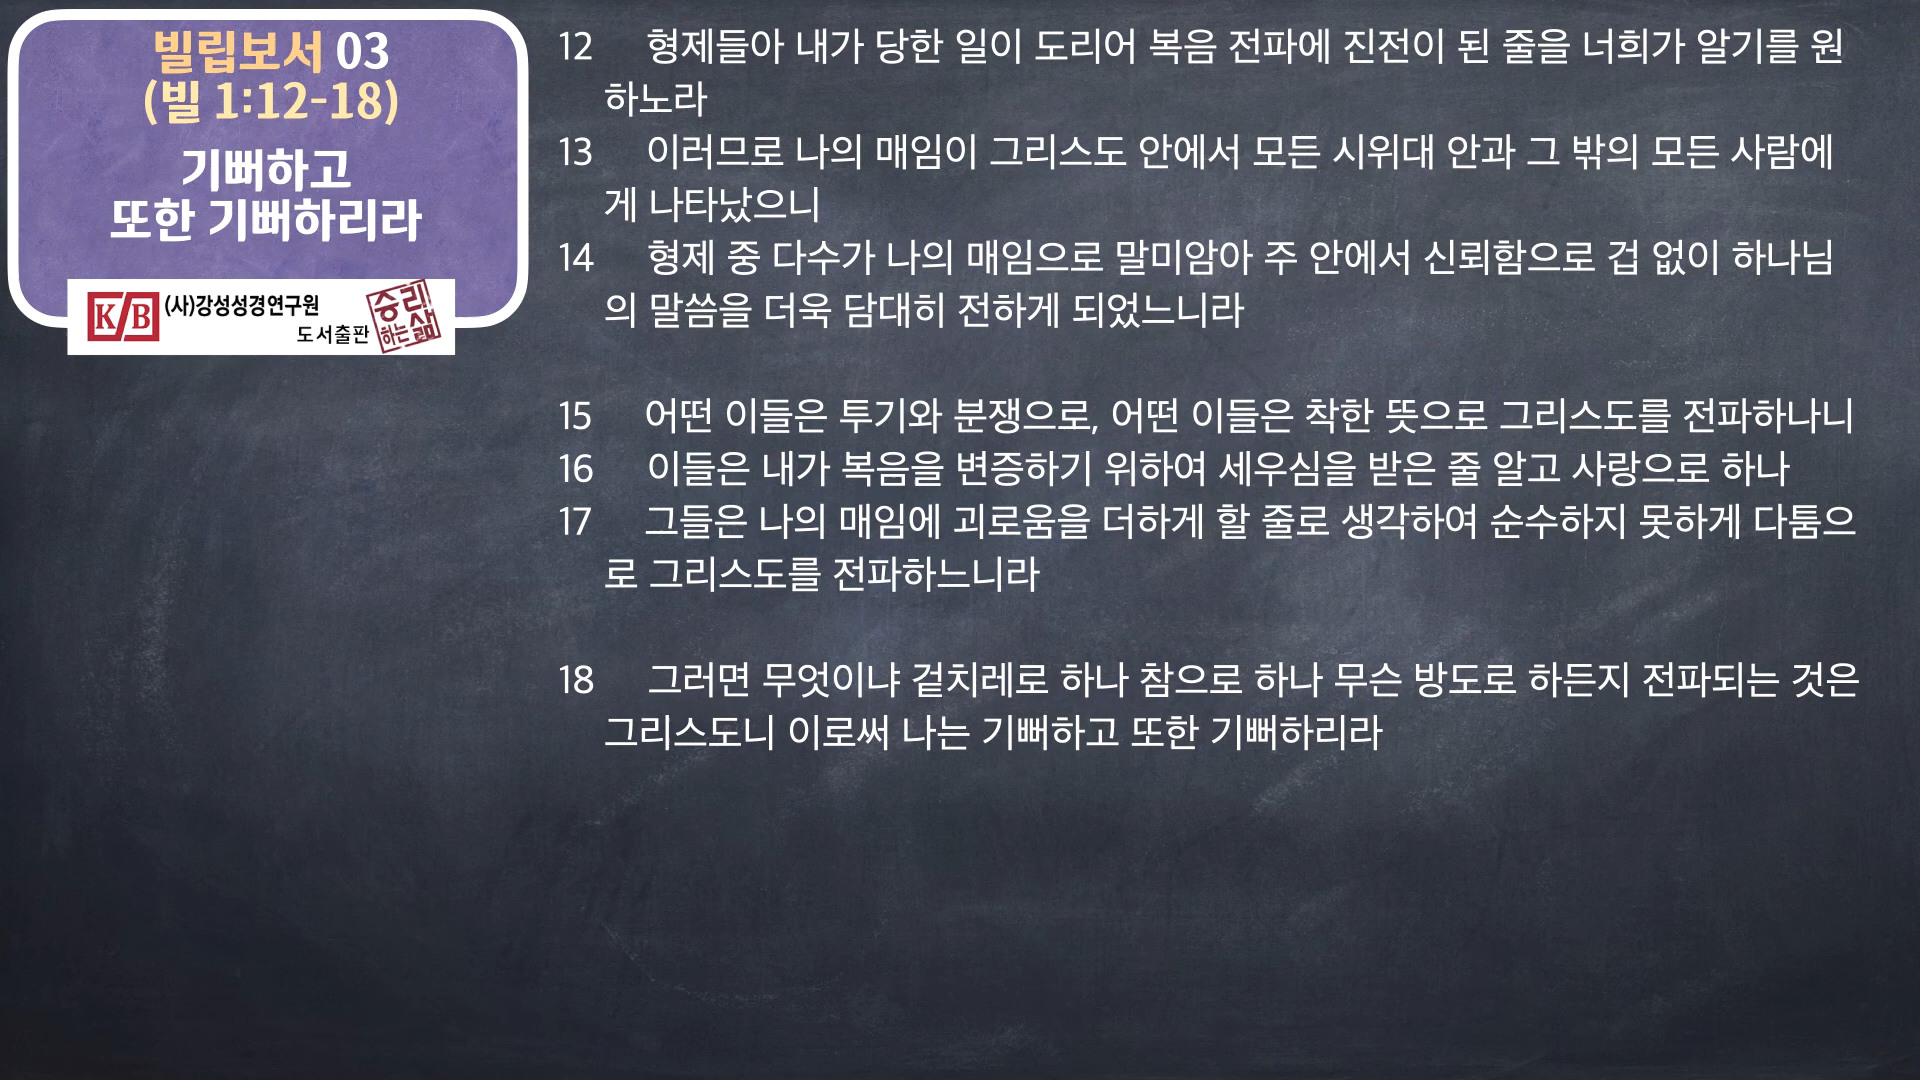 빌립보서 03
(빌 1:12-18)
기뻐하고
또한 기뻐하리라
K/B (사)강성성경연구원
도서출판 승리하는 삶
12 형제들아 내가 당한 일이 도리어 복음 전파에 진전이 된 줄을 너희가 알기를 원
하노라
13 이러므로 나의 매임이 그리스도 안에서 모든 시위대 안과 그 밖의 모든 사람에
게 나타났으니
14 형제 중 다수가 나의 매임으로 말미암아 주 안에서 신뢰함으로 겁 없이 하나님
의 말씀을 더욱 담대히 전하게 되었느니라
15 어떤 이들은 투기와 분쟁으로, 어떤 이들은 착한 뜻으로 그리스도를 전파하나니
16 이들은 내가 복음을 변증하기 위하여 세우심을 받은 줄 알고 사랑으로 하나
17 그들은 나의 매임에 괴로움을 더하게 할 줄로 생각하여 순수하지 못하게 다툼으
로 그리스도를 전파하느니라
18 그러면 무엇이냐 겉치레로 하나 참으로 하나 무슨 방도로 하든지 전파되는 것은
그리스도니 이로써 나는 기뻐하고 또한 기뻐하리라